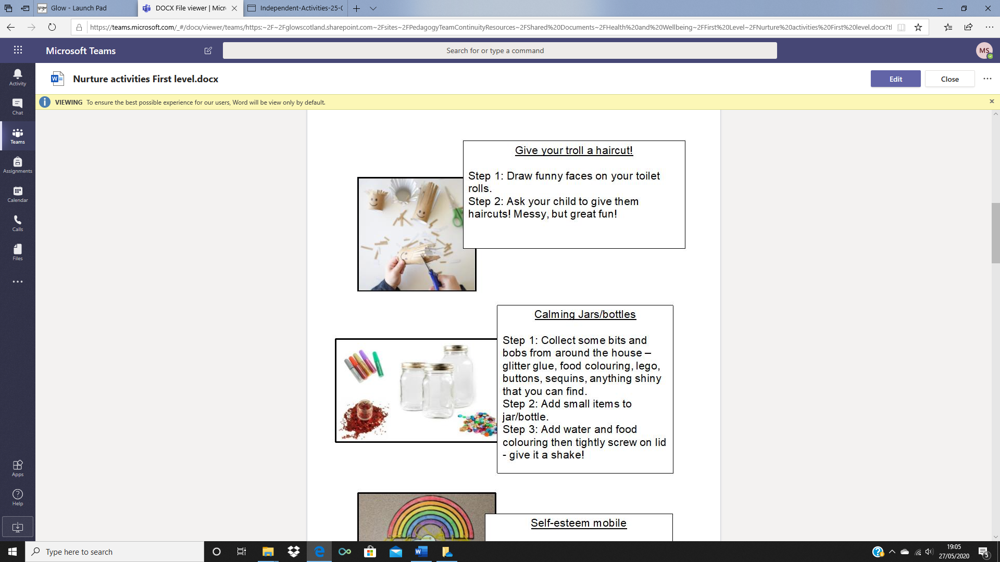 Glow - Launch Pad
DOCX File viewer | Micr
Independent-Activities-25-0
https://teams.microsoft.com/_#/docx/viewer/teams/https:~2F~2Fglowscotland.sharepoint.com~2Fsites~2FPedagogyTeamContinuityResources~2FShared%20Documents~2FHealth%20and%20Wellbeing~2FFirst%20Level~2FNurture%20activities%20First%20level.docx?tl
Microsoft Teams
Search for or type a command
MS
Activity
Chat
Teams
Assignments
Calendar
Calls
Files
Apps
Help
Nurture activities First level.docx
Edit
Close
VIEWING To ensure the best possible experience for our users, Word will be view only by default.
Give your troll a haircut!
Step 1: Draw funny faces on your toilet
rolls.
Step 2: Ask your child to give them
haircuts! Messy, but great fun!
Calming Jars/bottles
Step 1: Collect some bits and
bobs from around the house –
glitter glue, food colouring, lego,
buttons, sequins, anything shiny
that you can find.
Step 2: Add small items to
jar/bottle.
Step 3: Add water and food
colouring then tightly screw on lid
- give it a shake!
Self-esteem mobile
Type here to search
19:05
27/05/2020
5